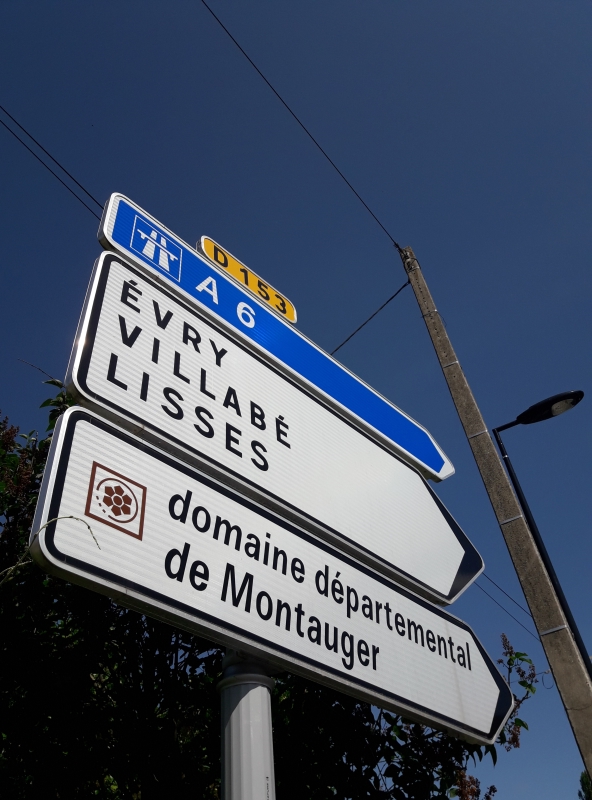 D 153
A 6
ÉVRY
VILLABÉ
LISSES
domaine départemental
de Montauger